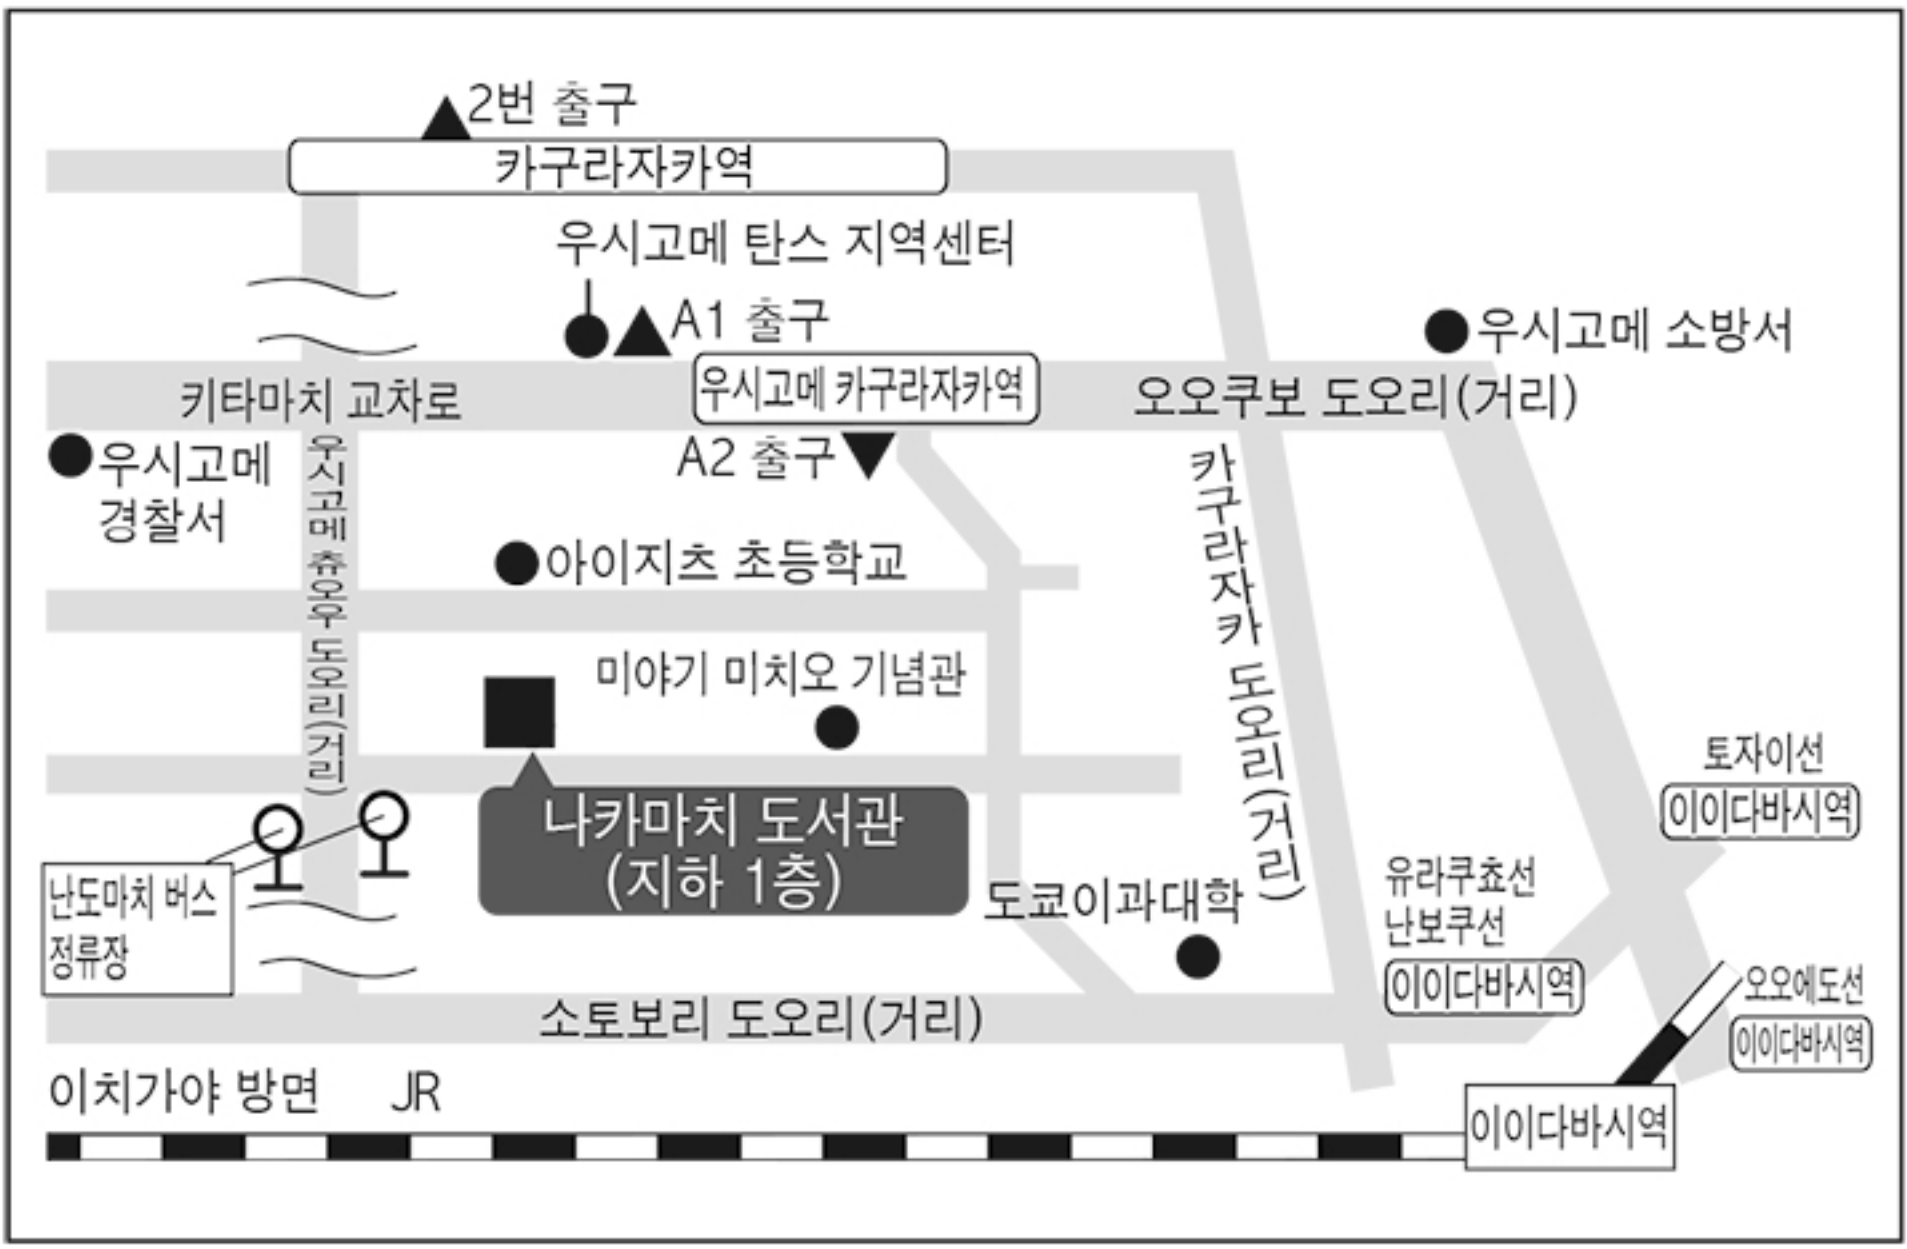 2번 출구
카구라자카역
우시고메 탄스 지역센터
A1 출구
우시고메 소방서
키타마치 교차로
우시고메 카구라자카역
오오쿠보 도오리(거리)
우시고메
경찰서
A2 출구
우시고메 츄오우 도오리(거리)
카구라자카 도오리(거리)
아이지츠 초등학교
미야기 미치오 기념관
토자이선
이이다바시역
나카마치 도서관
(지하 1층)
난도마치 버스
정류장
도쿄이과대학
유라쿠쵸선
난보쿠선
이이다바시역
오오에도선
이이다바시역
소토보리 도오리(거리)
이치가야 방면
JR
이이다바시역